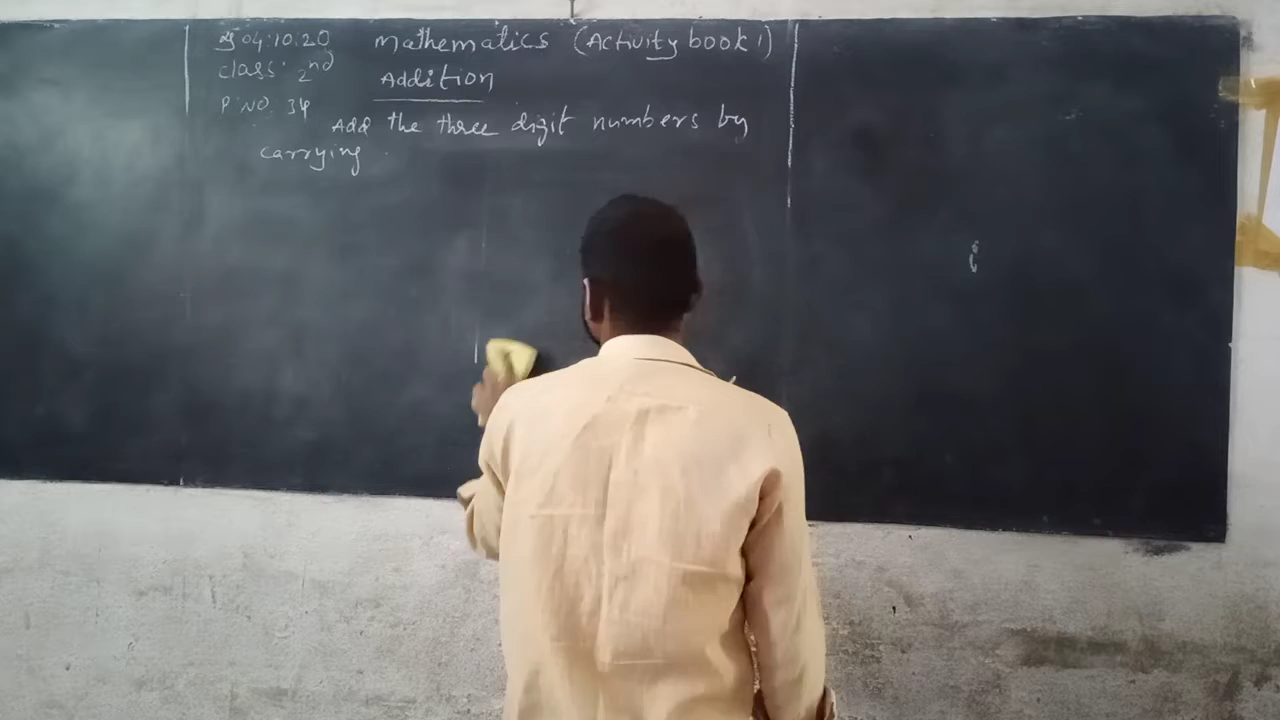 04.10.20 Mathematics (Activity book 1)
class: 2nd Addition
P.NO. 34
Add the three digit numbers by
carrying